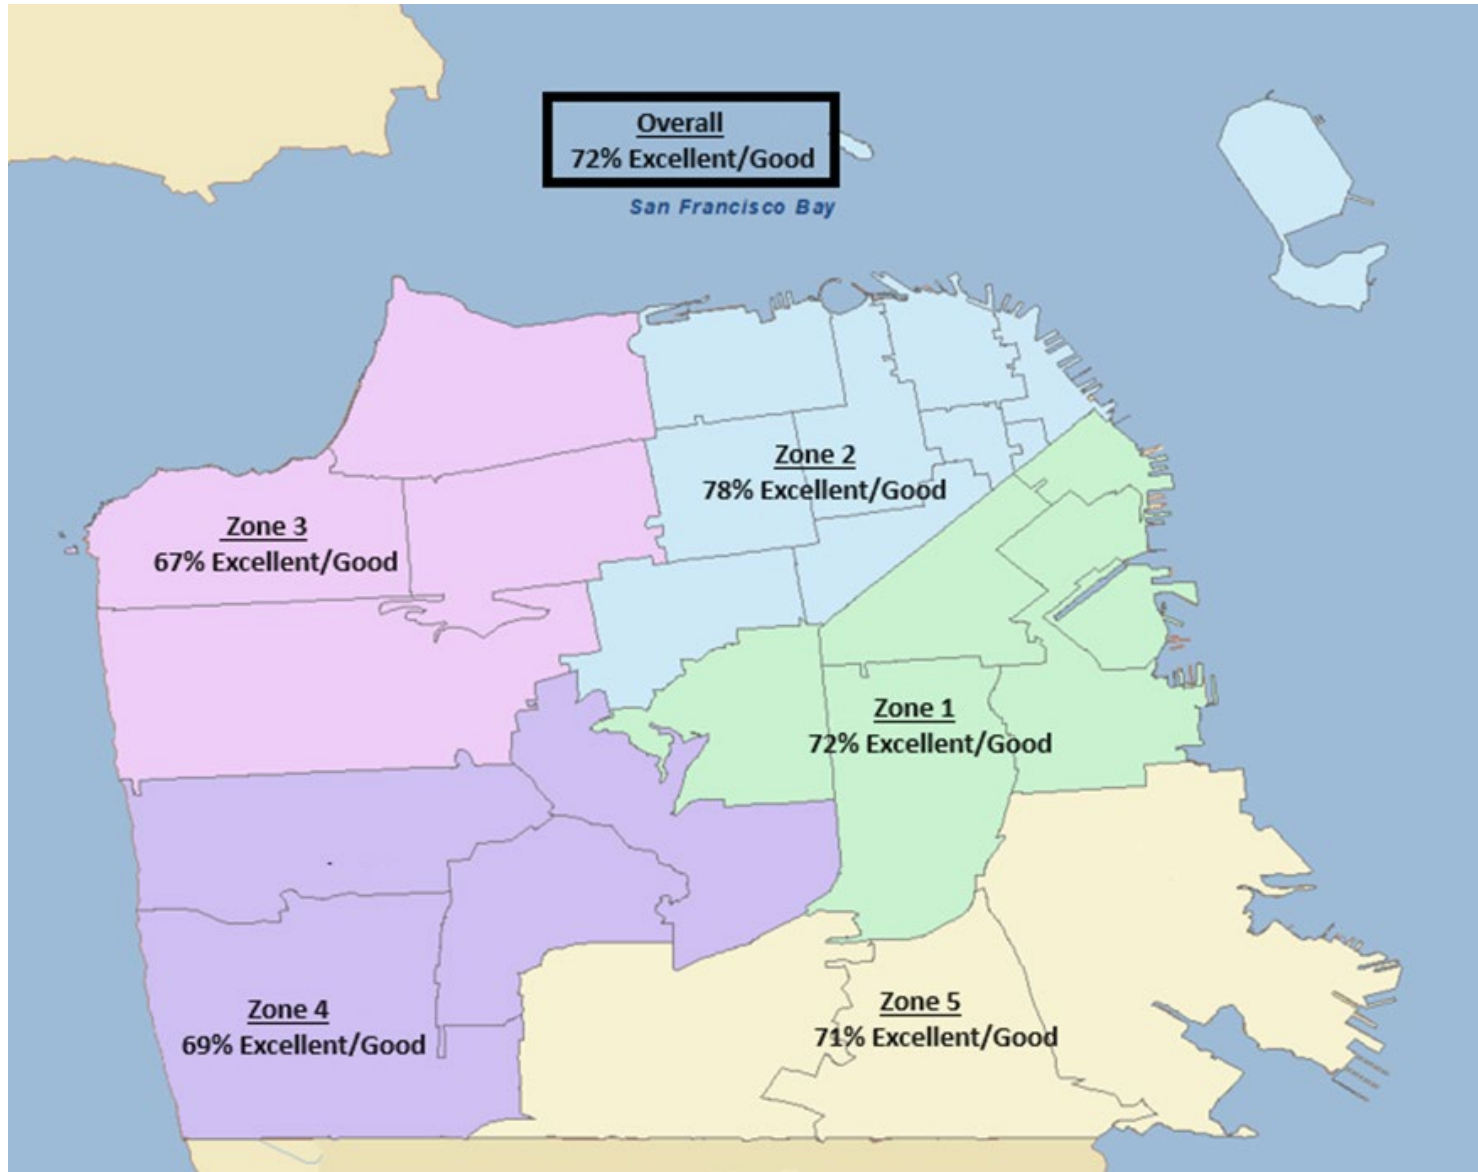 Overall
72% Excellent/Good
San Francisco Bay
Zone 2
78% Excellent/Good
Zone 3
67% Excellent/Good
Zone 1
72% Excellent/Good
Zone 4
69% Excellent/Good
Zone 5
71% Excellent/Good